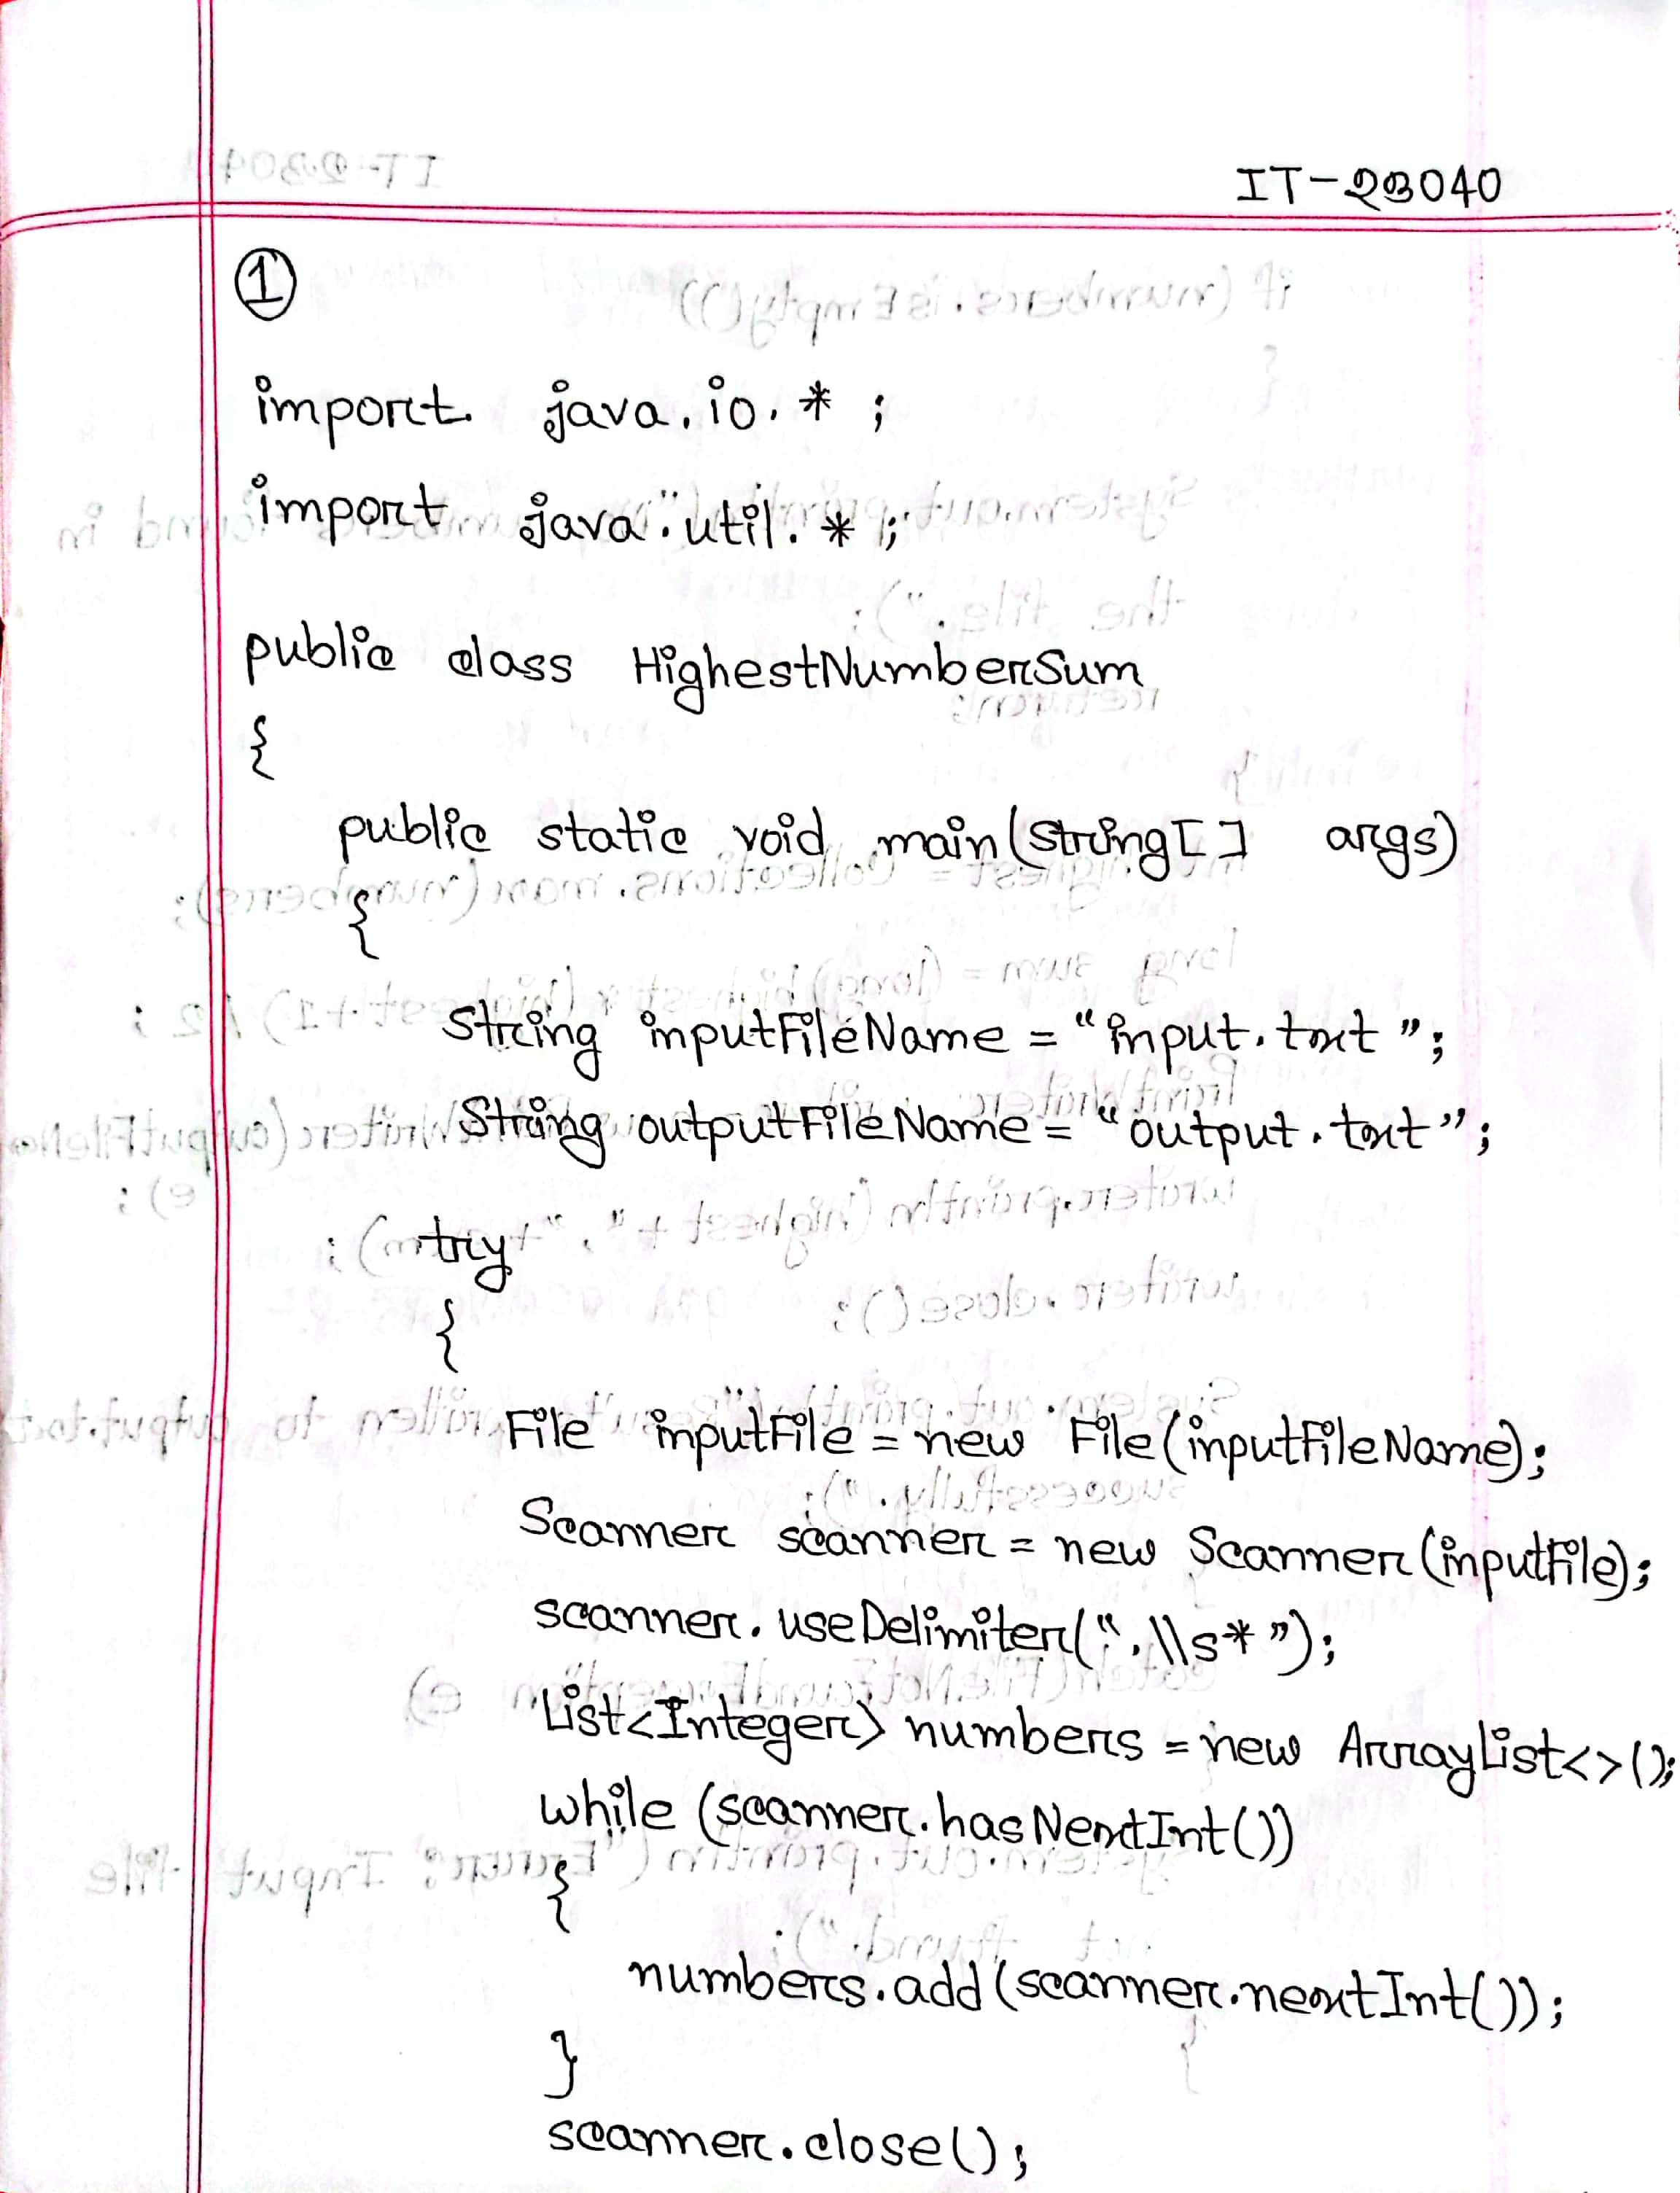 IT-23040
1
import java.io.* ;
import java.util.* ;
public class HighestNumberSum
{
public static void main(String[] args)
{
String inputFileName = "input.txt";
String outputFileName = "output.txt";
try
{
File inputFile = new File(inputFileName);
Scanner scanner = new Scanner(inputFile);
scanner.useDelimiter(",\\s*");
List<Integer> numbers = new ArrayList<>();
while (scanner.hasNextInt())
{
numbers.add(scanner.nextInt());
}
scanner.close();